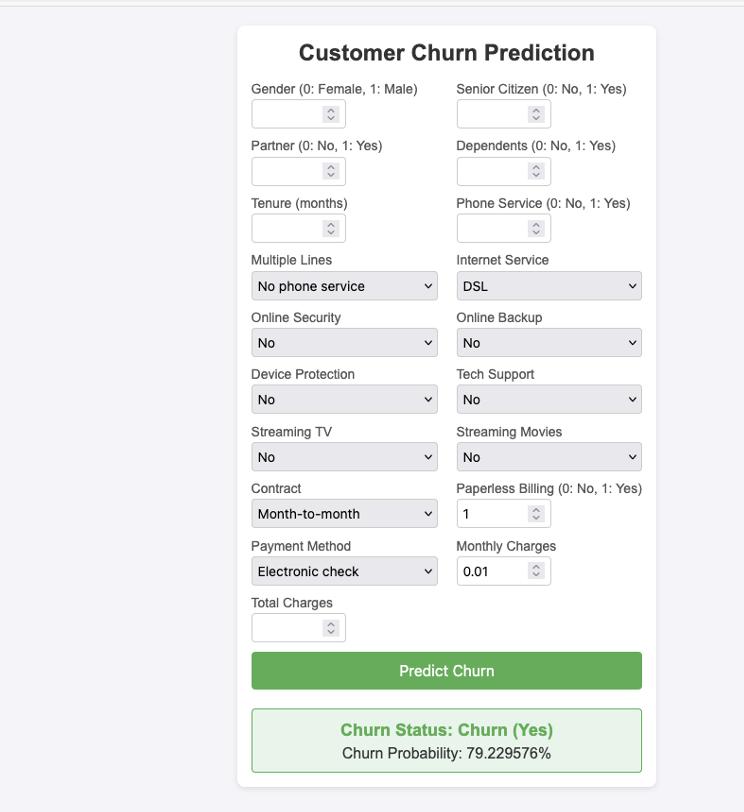 Customer Churn Prediction
Gender (0: Female, 1: Male)
Senior Citizen (0: No, 1: Yes)
Partner (0: No, 1: Yes)
Dependents (0: No, 1: Yes)
Tenure (months)
Phone Service (0: No, 1: Yes)
Multiple Lines
Internet Service
No phone service
DSL
Online Security
Online Backup
No
No
Device Protection
Tech Support
No
No
Streaming TV
Streaming Movies
No
No
Contract
Paperless Billing (0: No, 1: Yes)
Month-to-month
1
Payment Method
Monthly Charges
Electronic check
0.01
Total Charges
Predict Churn
Churn Status: Churn (Yes)
Churn Probability: 79.229576%